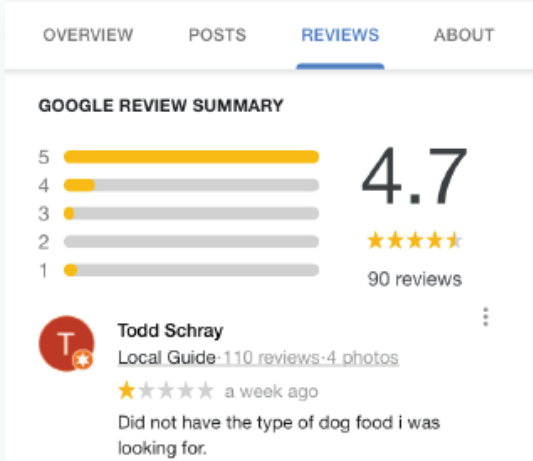 OVERVIEW POSTS REVIEWS ABOUT
GOOGLE REVIEW SUMMARY
5
4
3
2
1
4.7
90 reviews
T
Todd Schray
Local Guide·110 reviews·4 photos
a week ago
Did not have the type of dog food i was
looking for.